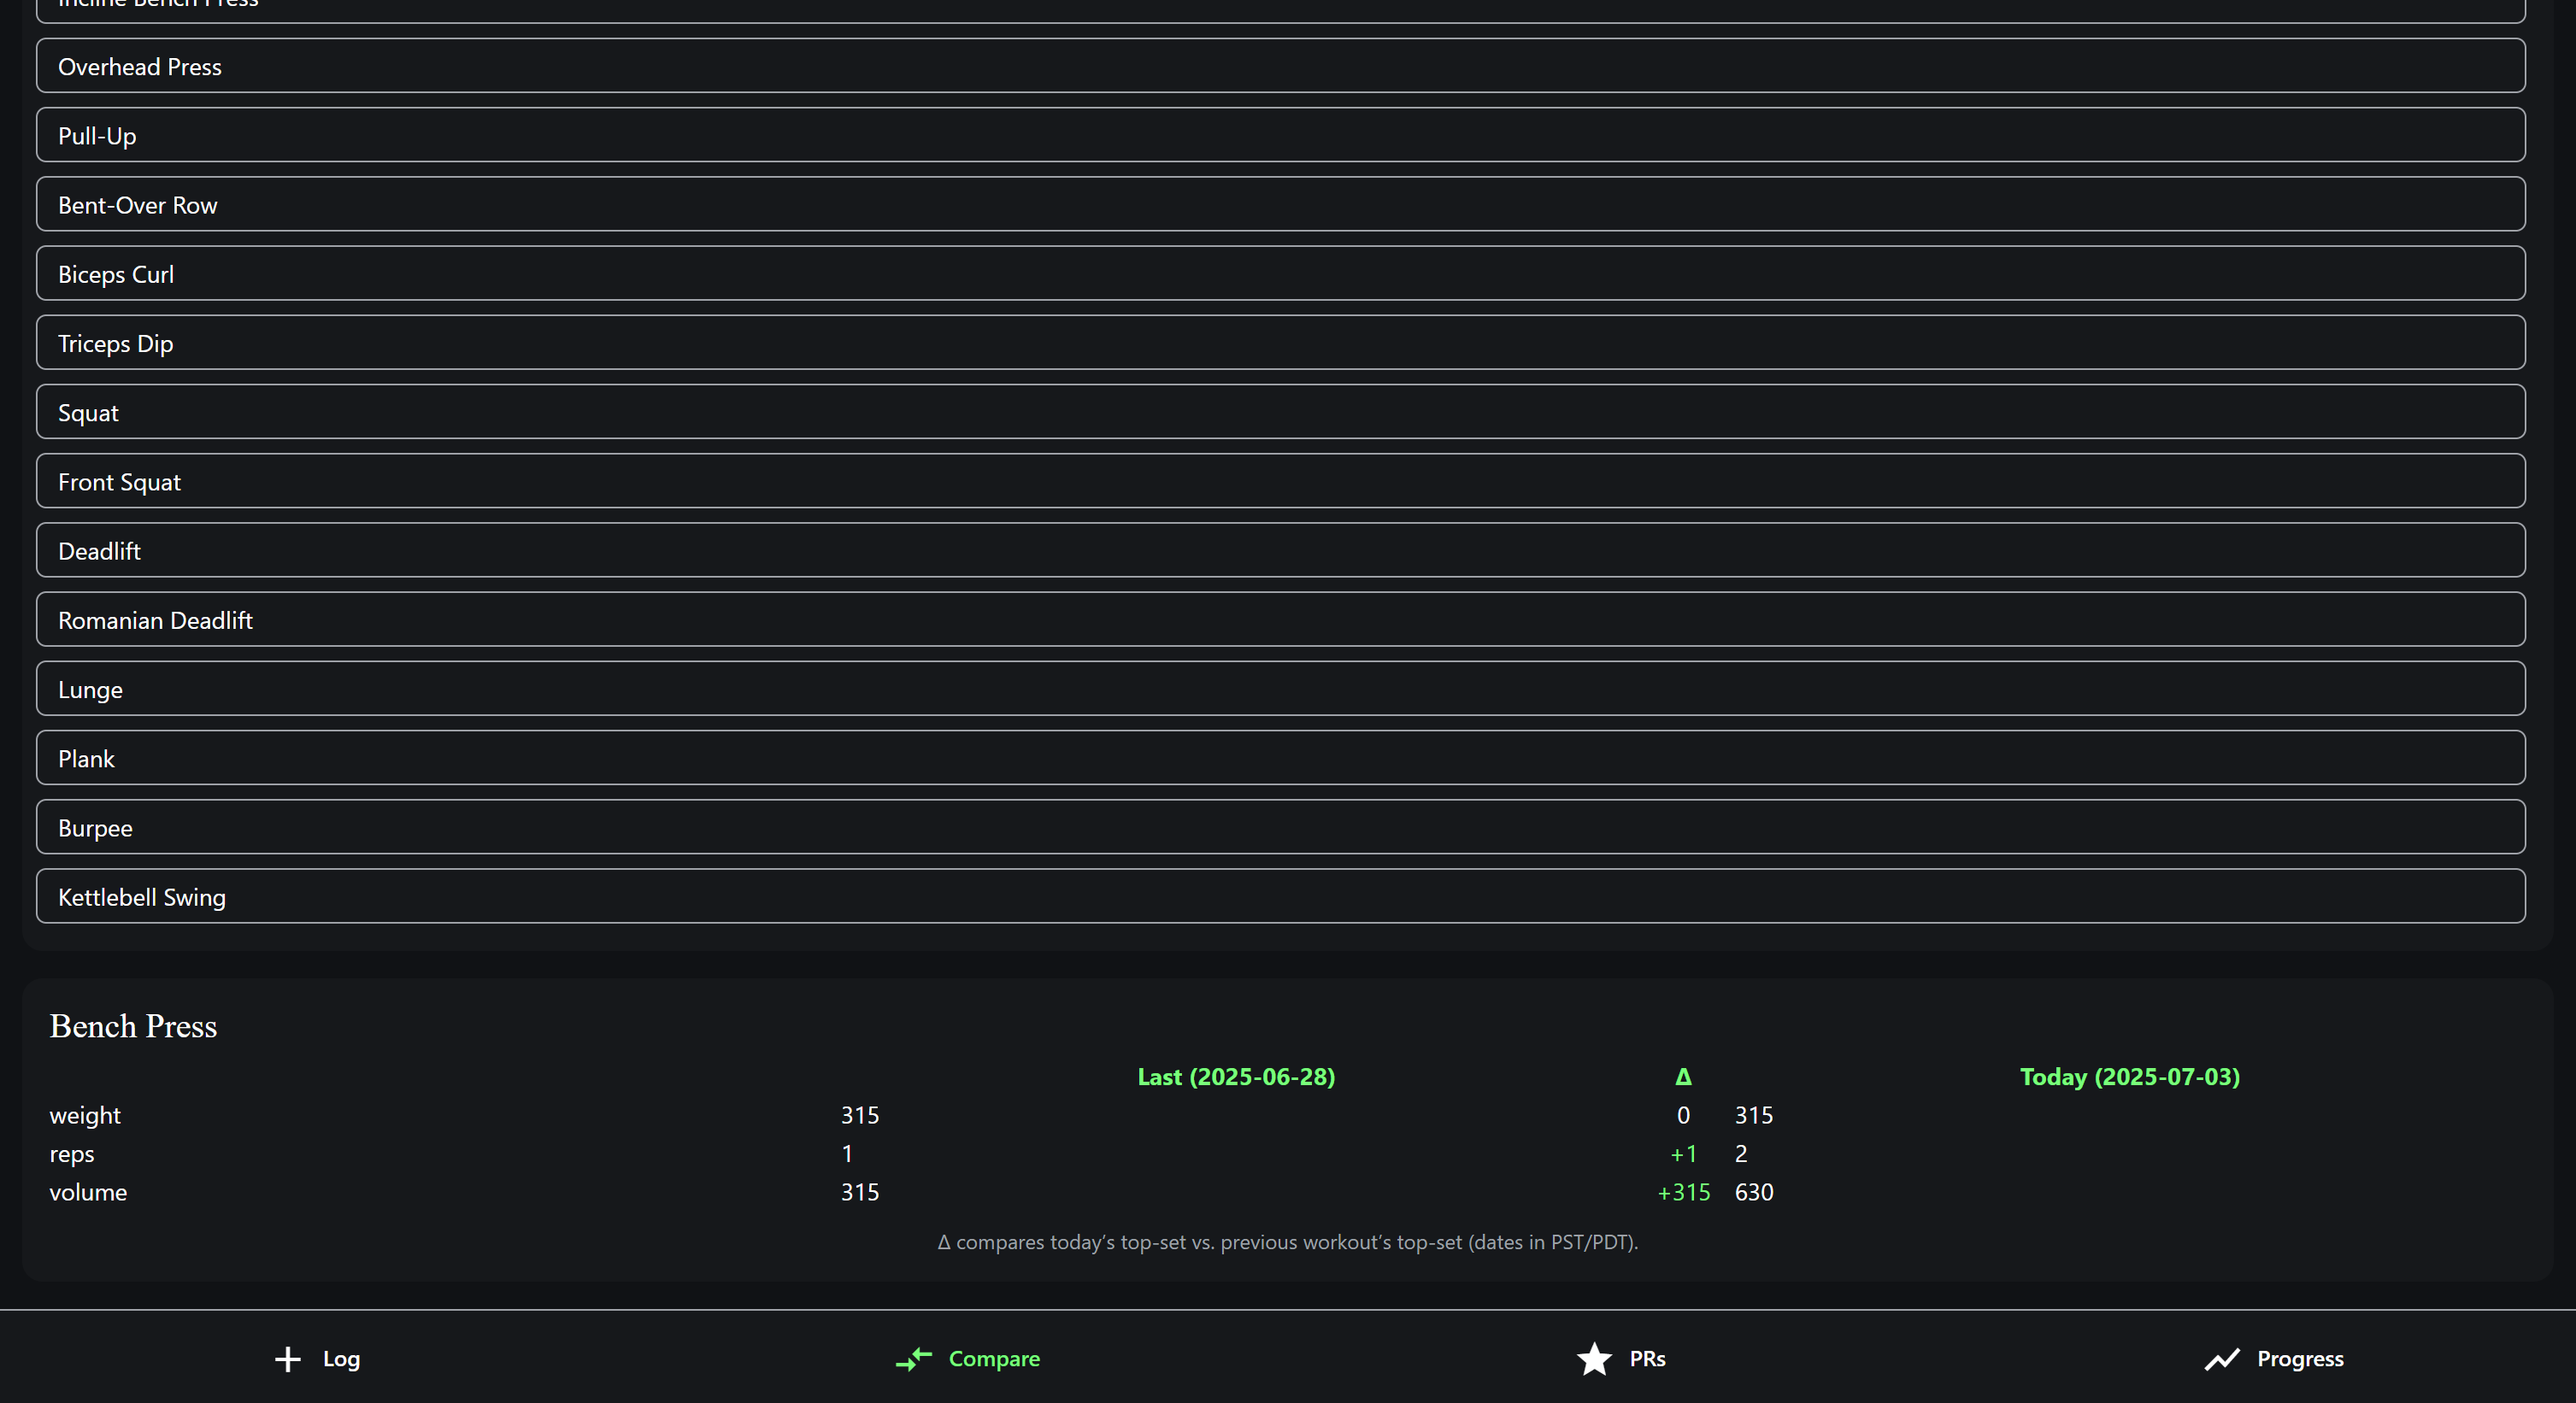 Incline Bench Press
Overhead Press
Pull-Up
Bent-Over Row
Biceps Curl
Triceps Dip
Squat
Front Squat
Deadlift
Romanian Deadlift
Lunge
Plank
Burpee
Kettlebell Swing
Bench Press
Last (2025-06-28) Δ Today (2025-07-03)
weight 315 0 315
reps 1 +1 2
volume 315 +315 630
Δ compares today’s top-set vs. previous workout’s top-set (dates in PST/PDT).
Log Compare PRs Progress